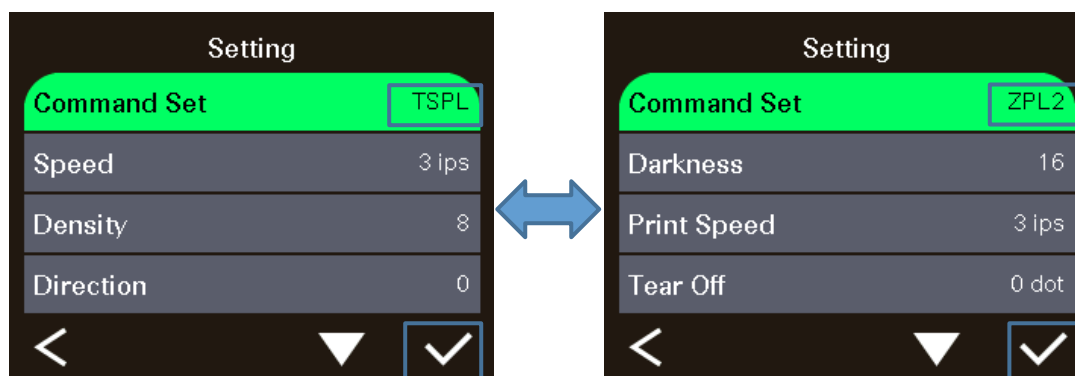 Setting
Command Set TSPL
Speed 3 ips
Density 8
Direction 0
Setting
Command Set ZPL2
Darkness 16
Print Speed 3 ips
Tear Off 0 dot